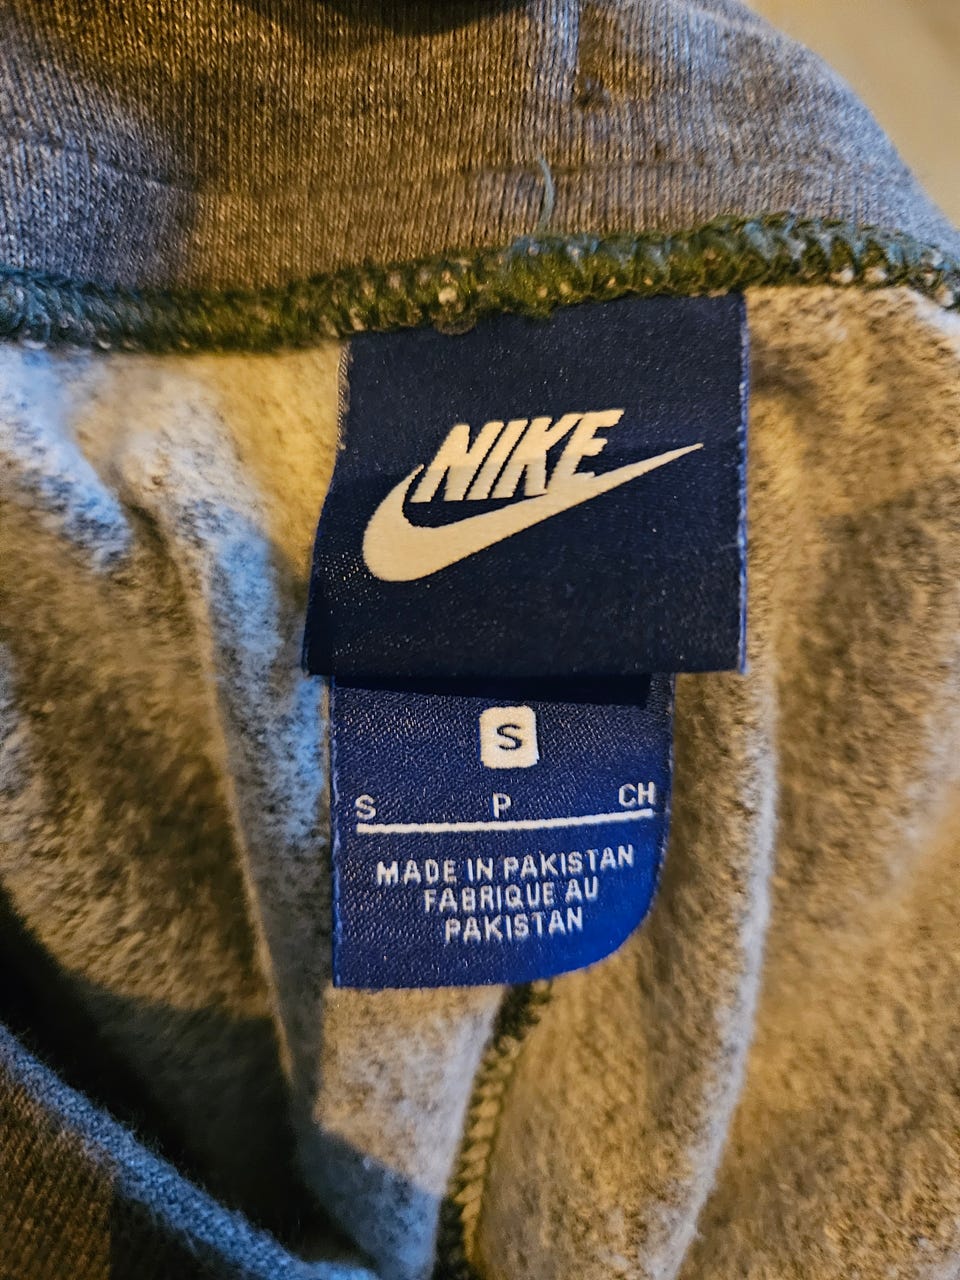 NIKE
S
S P CH
MADE IN PAKISTAN
FABRIQUE AU
PAKISTAN